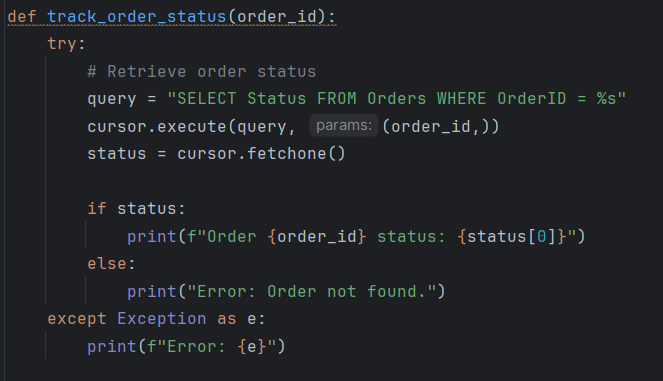 def track_order_status(order_id):
    try:
        # Retrieve order status
        query = "SELECT Status FROM Orders WHERE OrderID = %s"
        cursor.execute(query, params: (order_id,))
        status = cursor.fetchone()

        if status:
            print(f"Order {order_id} status: {status[0]}")
        else:
            print("Error: Order not found.")
    except Exception as e:
        print(f"Error: {e}")